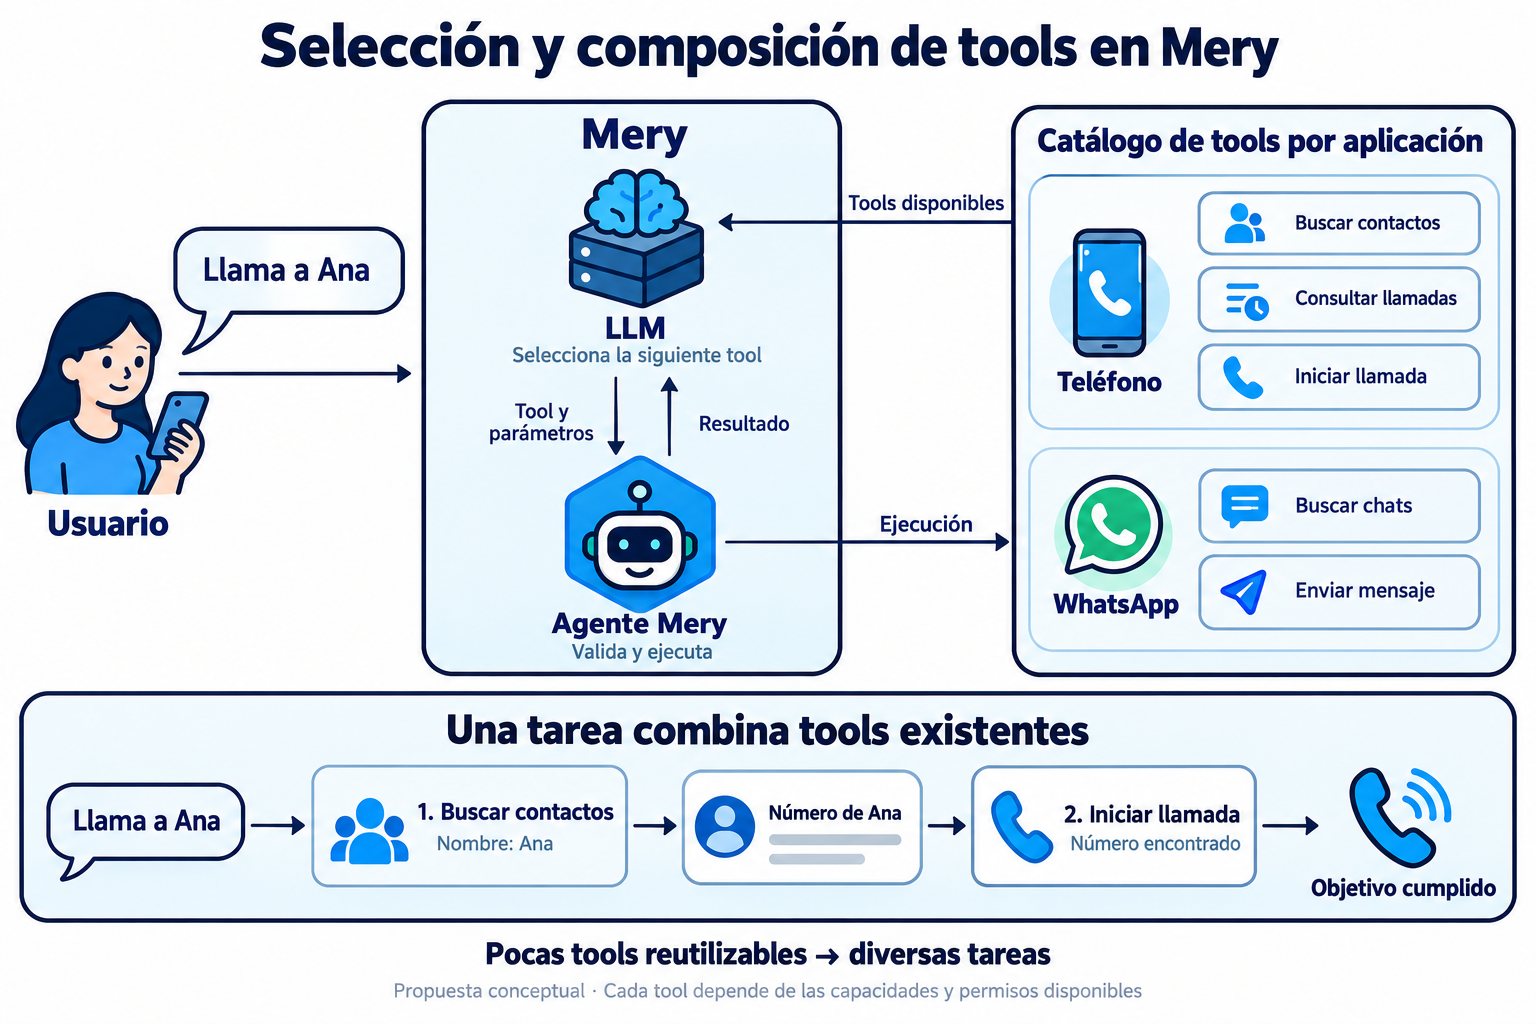 Selección y composición de tools en Mery
Llama a Ana
Usuario
Mery
LLM
Selecciona la siguiente tool
Tool y
parámetros
Resultado
Agente Mery
Valida y ejecuta
Tools disponibles
Ejecución
Catálogo de tools por aplicación
Teléfono
Buscar contactos
Consultar llamadas
Iniciar llamada
WhatsApp
Buscar chats
Enviar mensaje
Una tarea combina tools existentes
Llama a Ana
1. Buscar contactos
Nombre: Ana
Número de Ana
2. Iniciar llamada
Número encontrado
Objetivo cumplido
Pocas tools reutilizables → diversas tareas
Propuesta conceptual · Cada tool depende de las capacidades y permisos disponibles